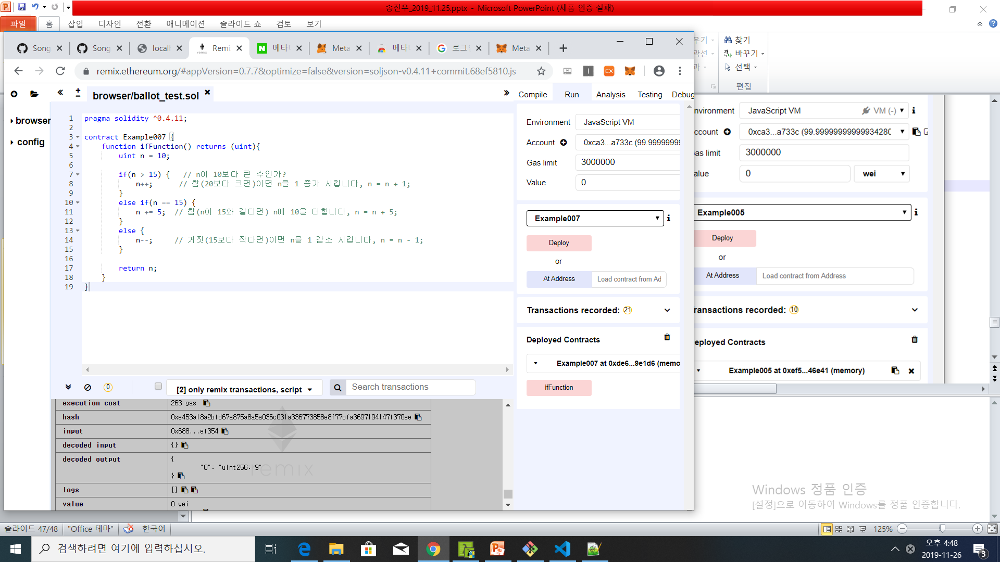 송진우_2019_11.25.pptx - Microsoft PowerPoint (제품 인증 실패)
파일 홈 삽입 디자인 전환 애니메이션 슬라이드 쇼 검토 보기
찾기
바꾸기
선택
편집
Song Song locall Remi 메타 Meta 메타 로그 Meta
remix.ethereum.org/#appVersion=0.7.7&optimize=false&version=soljson-v0.4.11+commit.68ef5810.js
browser/ballot_test.sol
Compile Run Analysis Testing Debug
browser
config
1 pragma solidity ^0.4.11;
2
3 contract Example007 {
4 function ifFunction() returns (uint){
5 uint n = 10;
6
7 if(n > 15) { // n이 10보다 큰 수인가?
8 n++; // 참(20보다 크면)이면 n을 1 증가 시킵니다, n = n + 1;
9 }
10 else if(n == 15) {
11 n += 5; // 참(n이 15와 같다면) n에 10을 더합니다, n = n + 5;
12 }
13 else {
14 n--; // 거짓(15보다 작다면)이면 n을 1 감소 시킵니다, n = n - 1;
15 }
16
17 return n;
18 }
19 }
Environment JavaScript VM
Account 0xca3...a733c (99.99999999
Gas limit 3000000
Value 0
Example007
Deploy
or
At Address Load contract from Ad
Transactions recorded: 21
Deployed Contracts
Example007 at 0xde6...9e1d6 (memo
ifFunction
nvironment JavaScript VM VM (-)
ccount 0xca3...a733c (99.99999999999934280
as limit 3000000
alue 0 wei
Example005
Deploy
or
At Address Load contract from Address
ransactions recorded: 10
eployed Contracts
Example005 at 0xef5...46e41 (memory)
0 [2] only remix transactions, script Search transactions
execution cost 263 gas
hash 0xe453a18a2bfd67a875a8a5a036c031a336773858e8f77bfa3697194147f370ee
input 0x688...ef354
decoded input {}
decoded output {
"0": "uint256: 9"
}
remix
logs []
value 0 wei
Windows 정품 인증
[설정]으로 이동하여 Windows를 정품 인증합니다.
슬라이드 47/48 "Office 테마" 한국어 125%
검색하려면 여기에 입력하십시오.
오후 4:48
2019-11-26
3